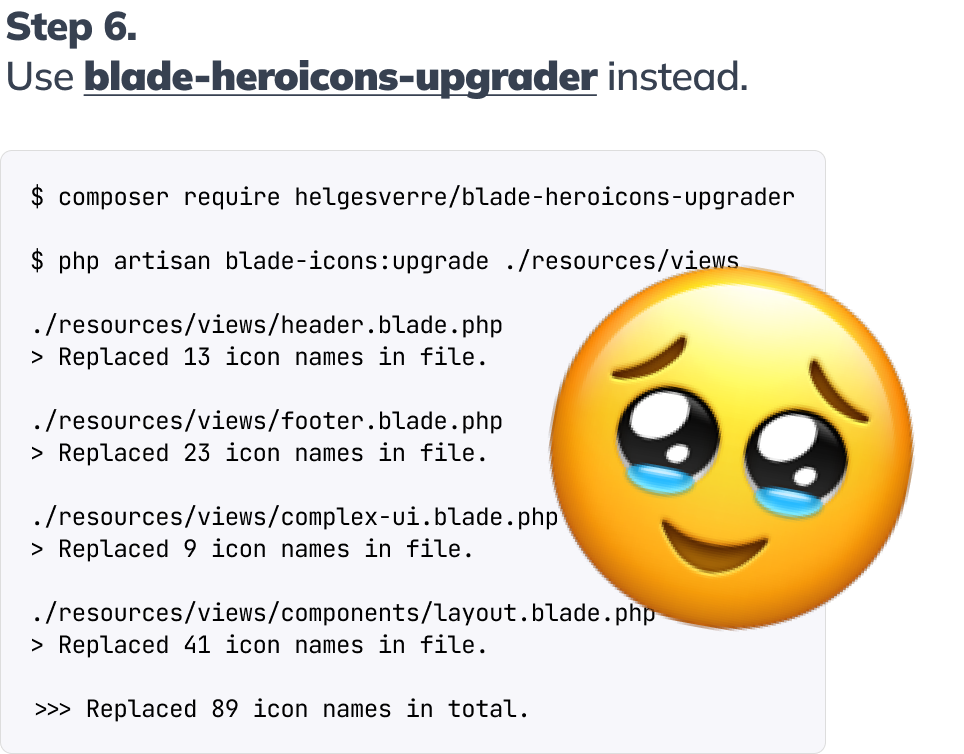 Step 6.
Use blade-heroicons-upgrader instead.
$ composer require helgesverre/blade-heroicons-upgrader
$ php artisan blade-icons:upgrade ./resources/views
./resources/views/header.blade.php
> Replaced 13 icon names in file.
./resources/views/footer.blade.php
> Replaced 23 icon names in file.
./resources/views/complex-ui.blade.php
> Replaced 9 icon names in file.
./resources/views/components/layout.blade.php
> Replaced 41 icon names in file.
>>> Replaced 89 icon names in total.